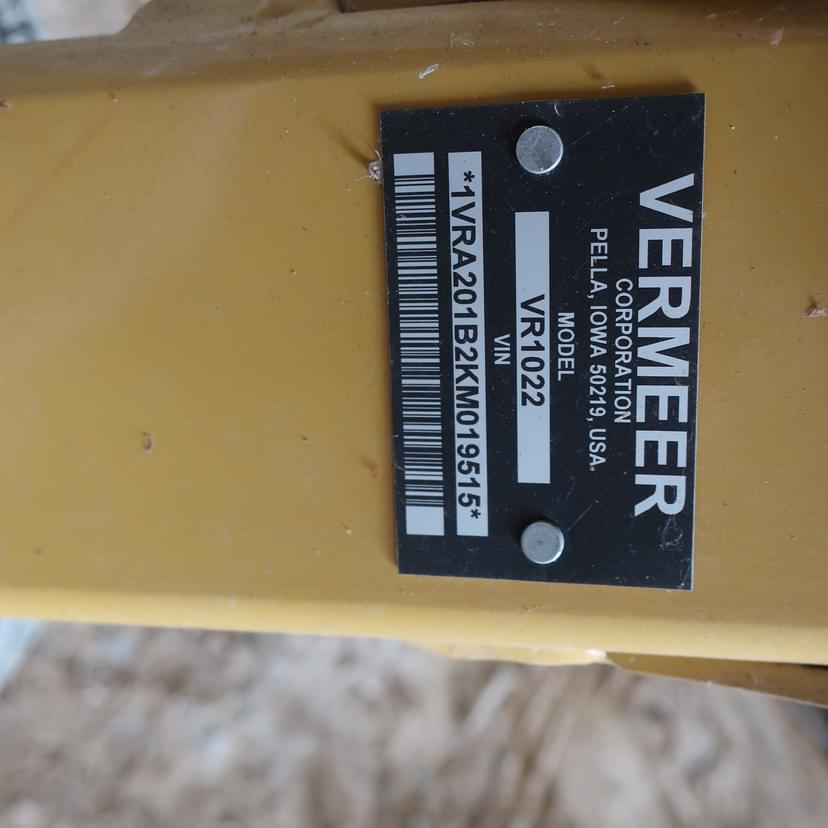 VERMEER
CORPORATION
PELLA, IOWA 50219, USA.
MODEL
VR1022
VIN
*1VRA201B2KM019515*